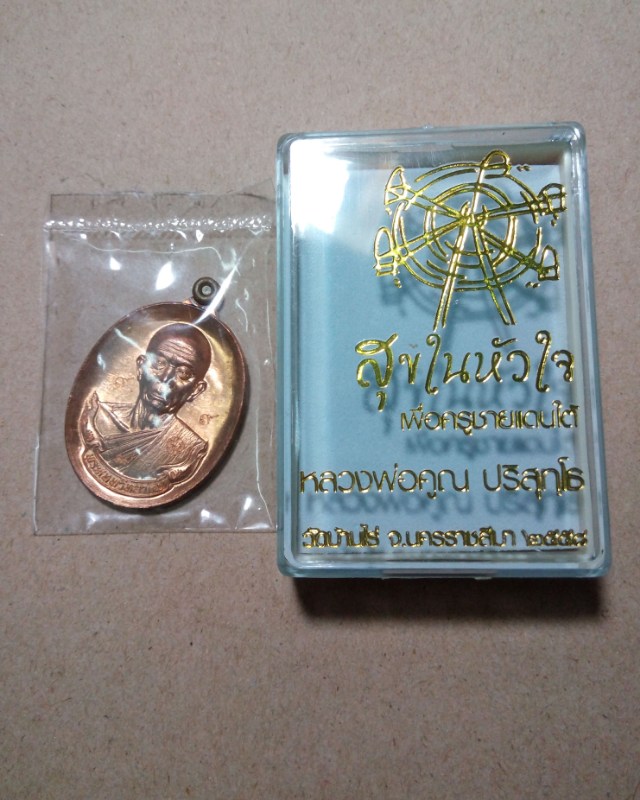 สุขในหัวใจ
เพื่อครูชายแดนใต้
หลวงพ่อคูณ ปริสุทฺโธ
วัดบ้านไร่ จ.นครราชสีมา ๒๕๕๗